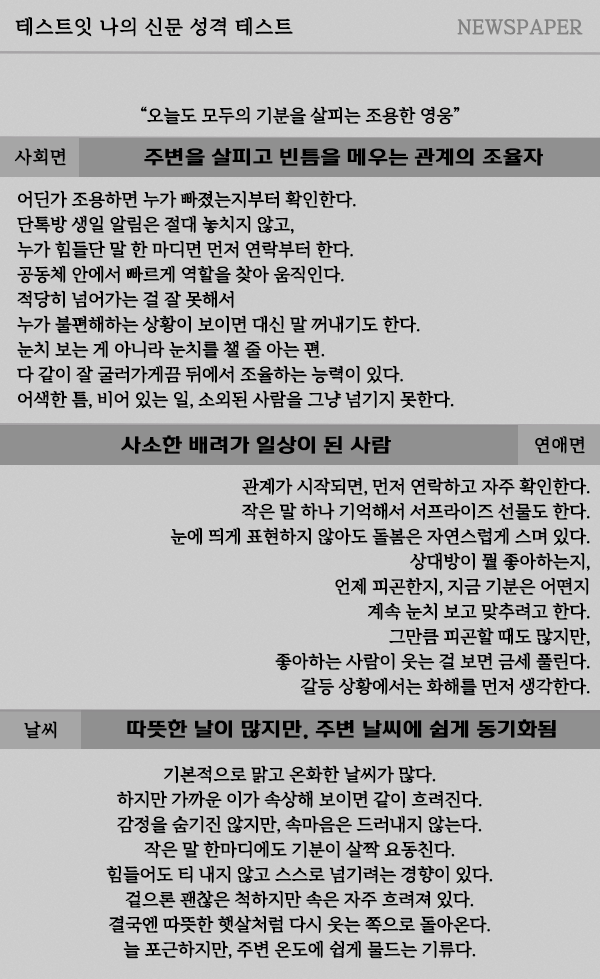 테스트잇 나의 신문 성격 테스트
NEWSPAPER
“오늘도 모두의 기분을 살피는 조용한 영웅”
사회면
주변을 살피고 빈틈을 메우는 관계의 조율자
어딘가 조용하면 누가 빠졌는지부터 확인한다.
단톡방 생일 알림은 절대 놓치지 않고,
누가 힘들단 말 한 마디면 먼저 연락부터 한다.
공동체 안에서 빠르게 역할을 찾아 움직인다.
적당히 넘어가는 걸 잘 못해서
누가 불편해하는 상황이 보이면 대신 말 꺼내기도 한다.
눈치 보는 게 아니라 눈치를 챌 줄 아는 편.
다 같이 잘 굴러가게끔 뒤에서 조율하는 능력이 있다.
어색한 틈, 비어 있는 일, 소외된 사람을 그냥 넘기지 못한다.
사소한 배려가 일상이 된 사람
연애면
관계가 시작되면, 먼저 연락하고 자주 확인한다.
작은 말 하나 기억해서 서프라이즈 선물도 한다.
눈에 띄게 표현하지 않아도 돌봄은 자연스럽게 스며 있다.
상대방이 뭘 좋아하는지,
언제 피곤한지, 지금 기분은 어떤지
계속 눈치 보고 맞추려고 한다.
그만큼 피곤할 때도 많지만,
좋아하는 사람이 웃는 걸 보면 금세 풀린다.
갈등 상황에서는 화해를 먼저 생각한다.
날씨
따뜻한 날이 많지만, 주변 날씨에 쉽게 동기화됨
기본적으로 맑고 온화한 날씨가 많다.
하지만 가까운 이가 속상해 보이면 같이 흐려진다.
감정을 숨기진 않지만, 속마음은 드러내지 않는다.
작은 말 한마디에도 기분이 살짝 요동친다.
힘들어도 티 내지 않고 스스로 넘기려는 경향이 있다.
겉으론 괜찮은 척하지만 속은 자주 흐려져 있다.
결국엔 따뜻한 햇살처럼 다시 웃는 쪽으로 돌아온다.
늘 포근하지만, 주변 온도에 쉽게 물드는 기류다.